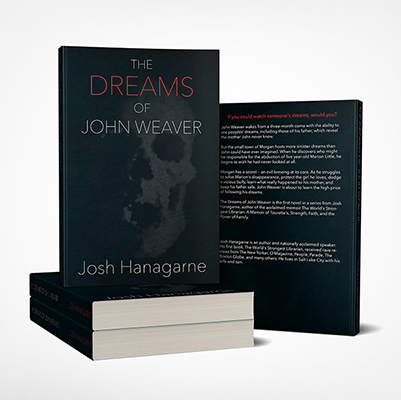 THE
DREAMS
OF
JOHN WEAVER
Josh Hanagarne
Josh Hanagarne
If you could watch someone's dreams, would you?
John Weaver wakes from a three month coma with the ability to
see peoples' dreams, including those of his father, which reveal
the mother John never knew.
But the small town of Morgan hosts more sinister dreams than
John could have ever imagined. When he discovers who might
be responsible for the abduction of five year old Marion Little, he
begins to wish he had never looked at all.
Morgan has a secret - an evil brewing at its core. As he struggles
to solve Marion's disappearance, protect the girl he loves, dodge
a vicious bully, learn what really happened to his mother, and
keep his father safe, John Weaver is about to learn the high price
of following his dreams.
The Dreams of John Weaver is the first novel in a series from Josh
Hanagarne, author of the acclaimed memoir The World's Stron-
gest Librarian: A Memoir of Tourette's, Strength, Faith, and the
Power of Family.
Josh Hanagarne is an author and nationally acclaimed speaker.
His first book, The World's Strongest Librarian, received rave re-
views from The New Yorker, O Magazine, People, Parade, The
Boston Globe, and many others. He lives in Salt Lake City with his
wife and son.